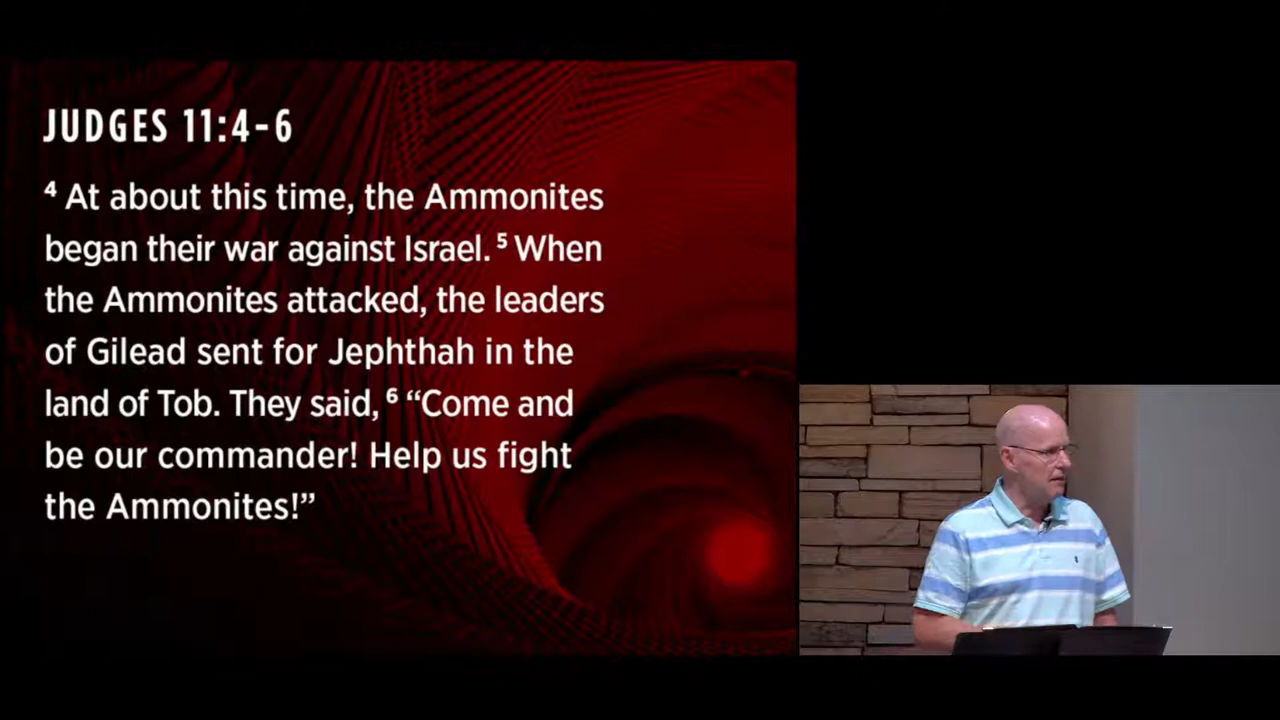 JUDGES 11:4-6
⁴ At about this time, the Ammonites
began their war against Israel. ⁵ When
the Ammonites attacked, the leaders
of Gilead sent for Jephthah in the
land of Tob. They said, ⁶ “Come and
be our commander! Help us fight
the Ammonites!”